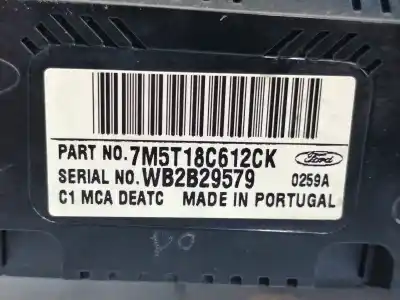 PART NO. 7M5T18C612CK
Ford
SERIAL NO. WB2B29579
0259A
C1 MCA DEATC MADE IN PORTUGAL